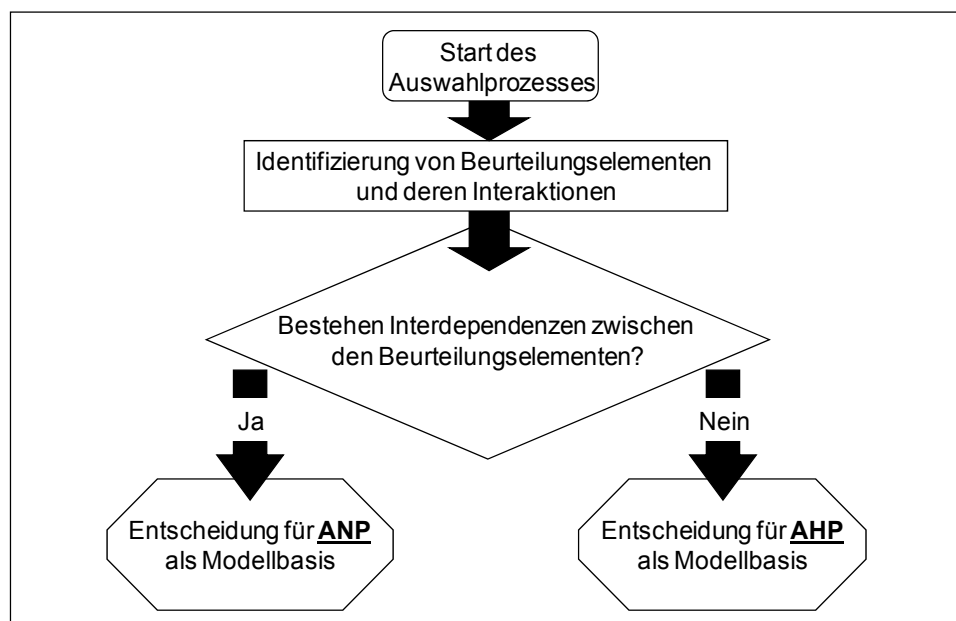 Start des
Auswahlprozesses
Identifizierung von Beurteilungselementen
und deren Interaktionen
Bestehen Interdependenzen zwischen
den Beurteilungselementen?
Ja
Nein
Entscheidung für ANP
als Modellbasis
Entscheidung für AHP
als Modellbasis